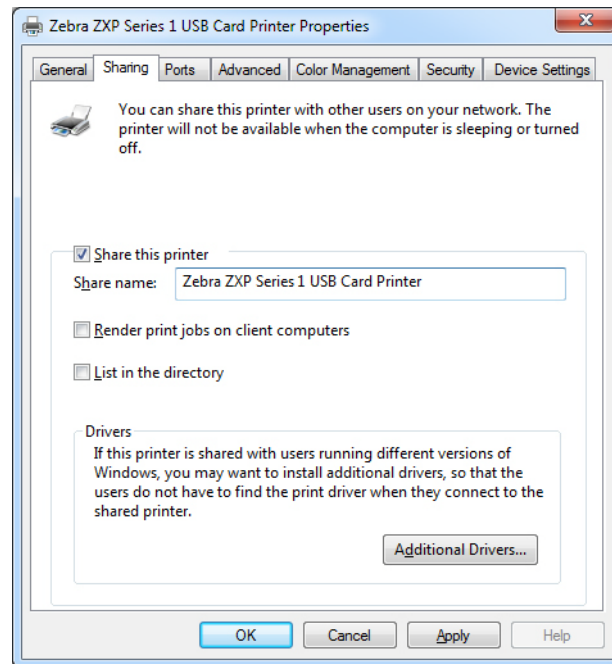 Zebra ZXP Series 1 USB Card Printer Properties
General Sharing Ports Advanced Color Management Security Device Settings
You can share this printer with other users on your network. The
printer will not be available when the computer is sleeping or turned
off.
Share this printer
Share name: Zebra ZXP Series 1 USB Card Printer
Render print jobs on client computers
List in the directory
Drivers
If this printer is shared with users running different versions of
Windows, you may want to install additional drivers, so that the
users do not have to find the print driver when they connect to the
shared printer.
Additional Drivers...
OK Cancel Apply Help